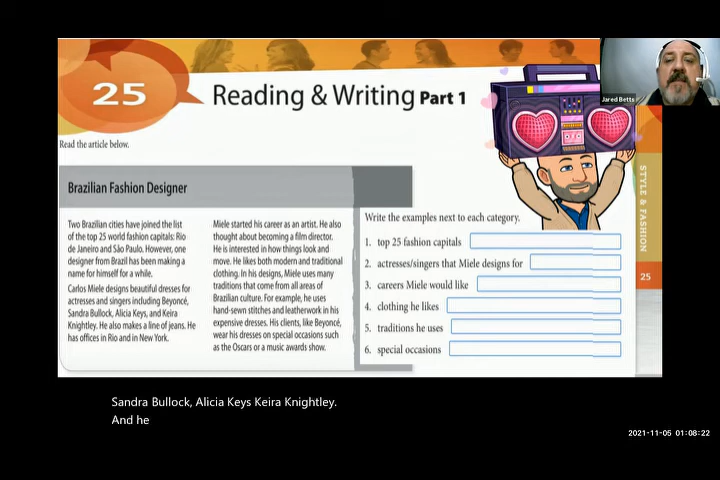 25
Reading & Writing Part 1
Jared Betts
Read the article below.
Brazilian Fashion Designer
Two Brazilian cities have joined the list
of the top 25 world fashion capitals: Rio
de Janeiro and São Paulo. However, one
designer from Brazil has been making a
name for himself for a while.
Carlos Miele designs beautiful dresses for
actresses and singers including Beyoncé,
Sandra Bullock, Alicia Keys, and Keira
Knightley. He also makes a line of jeans. He
has offices in Rio and in New York.
Miele started his career as an artist. He also
thought about becoming a film director.
He is interested in how things look and
move. He likes both modern and traditional
clothing. In his designs, Miele uses many
traditions that come from all areas of
Brazilian culture. For example, he uses
hand-sewn stitches and leatherwork in his
expensive dresses. His clients, like Beyoncé,
wear his dresses on special occasions such
as the Oscars or a music awards show.
Write the examples next to each category.
1. top 25 fashion capitals
2. actresses/singers that Miele designs for
3. careers Miele would like
4. clothing he likes
5. traditions he uses
6. special occasions
STYLE & FASHION
25
Sandra Bullock, Alicia Keys Keira Knightley.
And he
2021-11-05 01:08:22